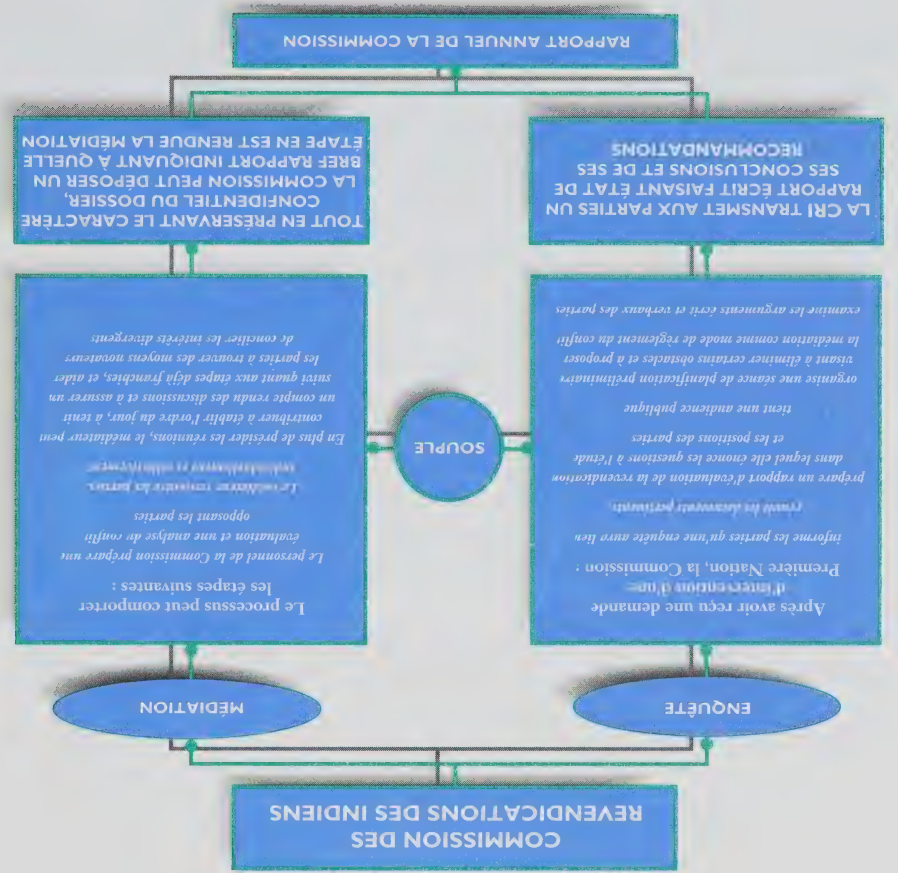 COMMISSION DES
REVENDICATIONS DES INDIENS
ENQUÊTE
Après avoir reçu une demande
d'intervention d'une
Première Nation, la Commission :
informe les parties qu'une enquête aura lieu
réunit les documents pertinents
prépare un rapport d'évaluation de la revendication
dans lequel elle énonce les questions à l'étude
et les positions des parties
tient une audience publique
organise une séance de planification préliminaire
visant à éliminer certains obstacles et à proposer
la médiation comme mode de règlement du conflit
examine les arguments écrit et verbaux des parties
LA CRI TRANSMET AUX PARTIES UN
RAPPORT ÉCRIT FAISANT ÉTAT DE
SES CONCLUSIONS ET DE SES
RECOMMANDATIONS
SOUPLE
MÉDIATION
Le processus peut comporter
les étapes suivantes :
Le personnel de la Commission prépare une
évaluation et une analyse du conflit
opposant les parties
Le médiateur rencontre les parties
En plus de présider les réunions, le médiateur peut
contribuer à établir l'ordre du jour, à tenir
un compte rendu des discussions et à assurer un
suivi quant aux étapes déjà franchies, et aider
les parties à trouver des moyens novateurs
de concilier les intérêts divergents
TOUT EN PRÉSERVANT LE CARACTÈRE
CONFIDENTIEL DU DOSSIER,
LA COMMISSION PEUT DÉPOSER UN
BREF RAPPORT INDIQUANT À QUELLE
ÉTAPE EN EST RENDUE LA MÉDIATION
RAPPORT ANNUEL DE LA COMMISSION